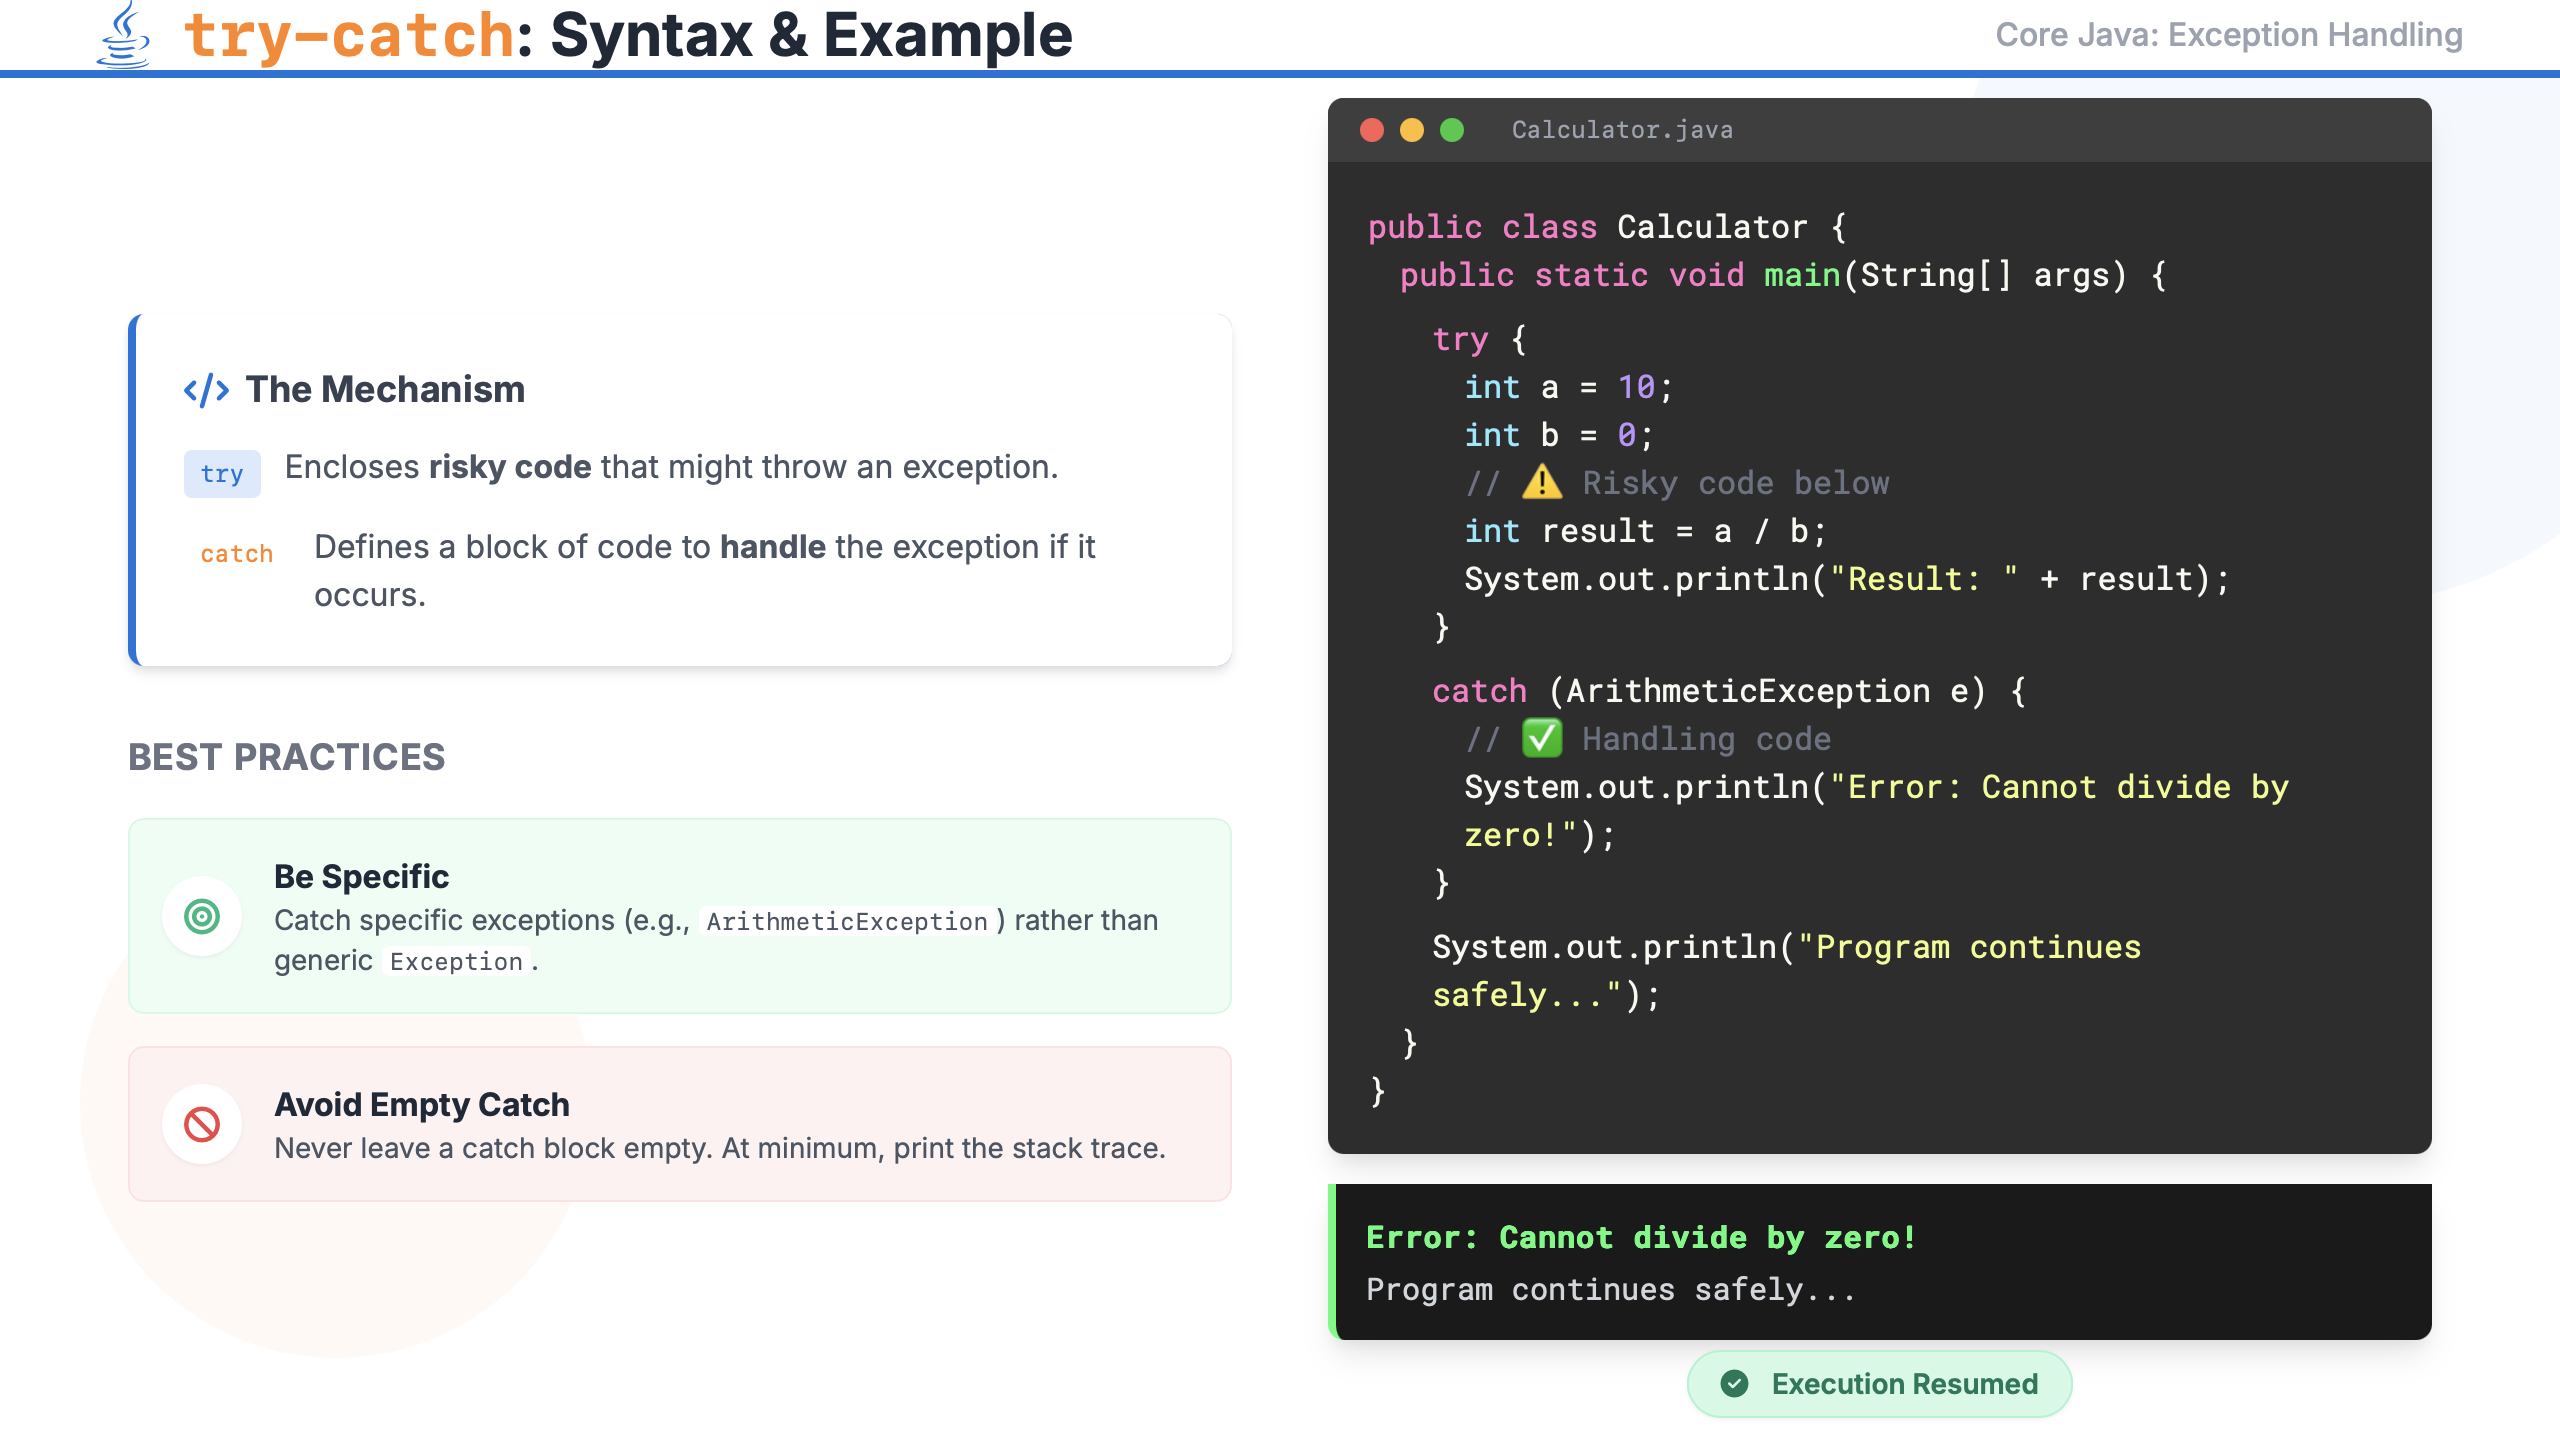 try-catch: Syntax & Example
Core Java: Exception Handling
</> The Mechanism
try Encloses risky code that might throw an exception.
catch Defines a block of code to handle the exception if it
occurs.
BEST PRACTICES
Be Specific
Catch specific exceptions (e.g., ArithmeticException) rather than
generic Exception.
Avoid Empty Catch
Never leave a catch block empty. At minimum, print the stack trace.
Calculator.java
public class Calculator {
public static void main(String[] args) {
try {
int a = 10;
int b = 0;
// ⚠️ Risky code below
int result = a / b;
System.out.println("Result: " + result);
}
catch (ArithmeticException e) {
// ✅ Handling code
System.out.println("Error: Cannot divide by
zero!");
}
System.out.println("Program continues
safely...");
}
}
Error: Cannot divide by zero!
Program continues safely...
Execution Resumed